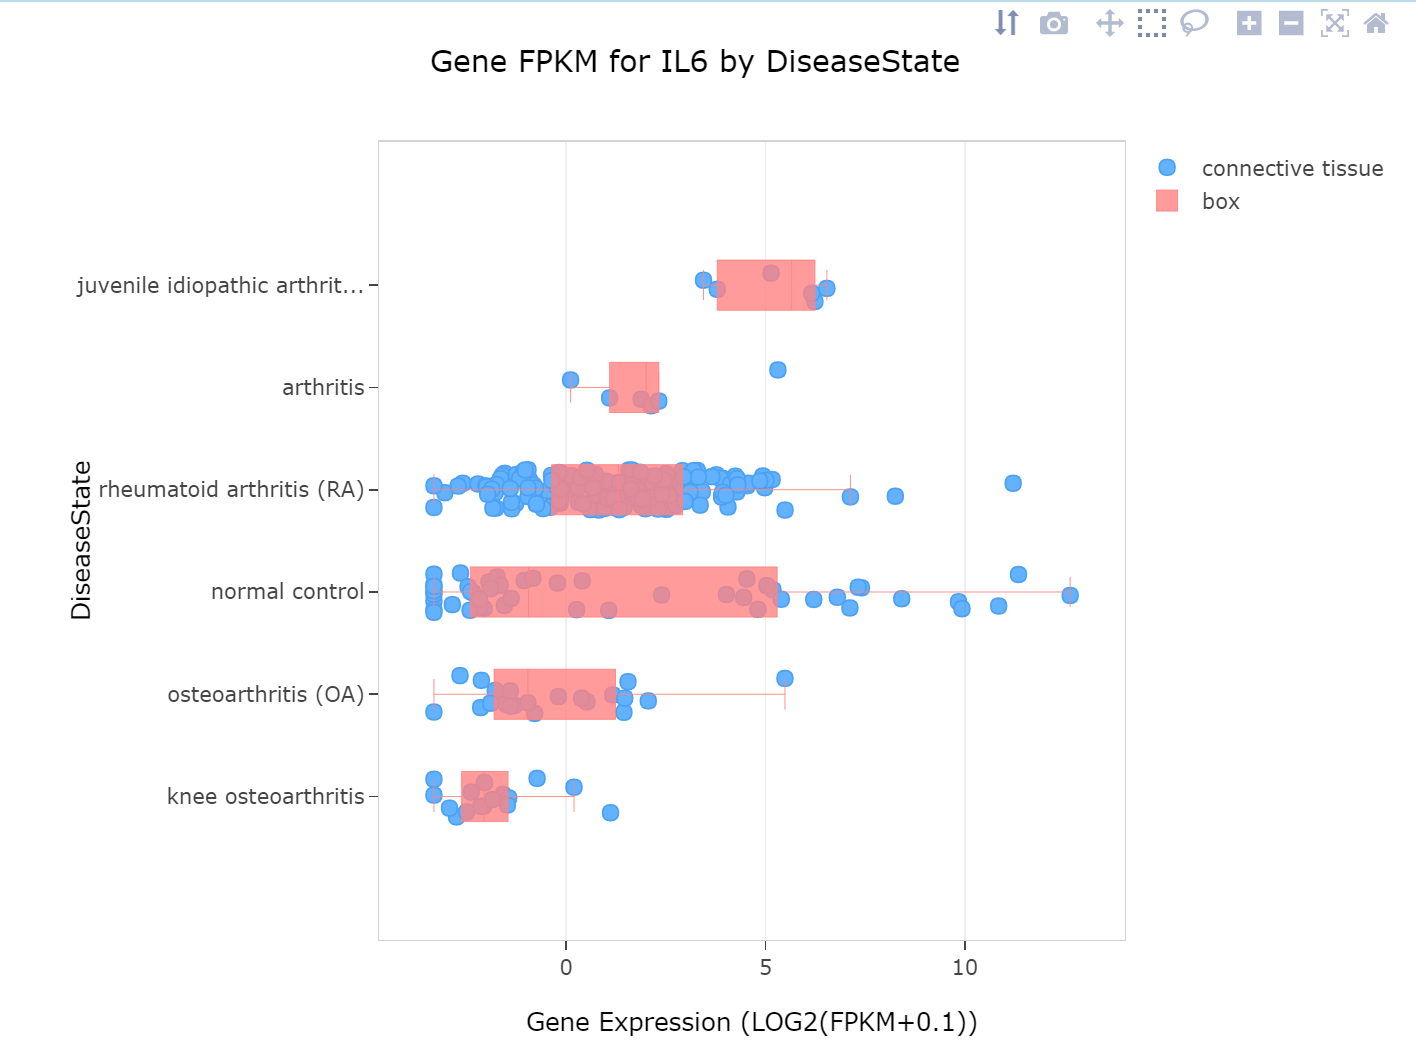 Gene FPKM for IL6 by DiseaseState
connective tissue
box
juvenile idiopathic arthrit...
arthritis
rheumatoid arthritis (RA)
normal control
osteoarthritis (OA)
knee osteoarthritis
DiseaseState
0 5 10
Gene Expression (LOG2(FPKM+0.1))